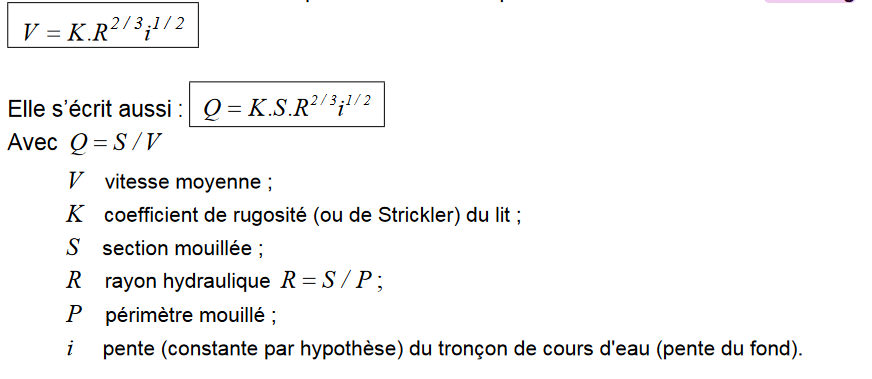 V = K.R^{2/3}i^{1/2}
Elle s'écrit aussi : Q = K.S.R^{2/3}i^{1/2}
Avec Q = S / V
V vitesse moyenne ;
K coefficient de rugosité (ou de Strickler) du lit ;
S section mouillée ;
R rayon hydraulique R = S / P ;
P périmètre mouillé ;
i pente (constante par hypothèse) du tronçon de cours d'eau (pente du fond).